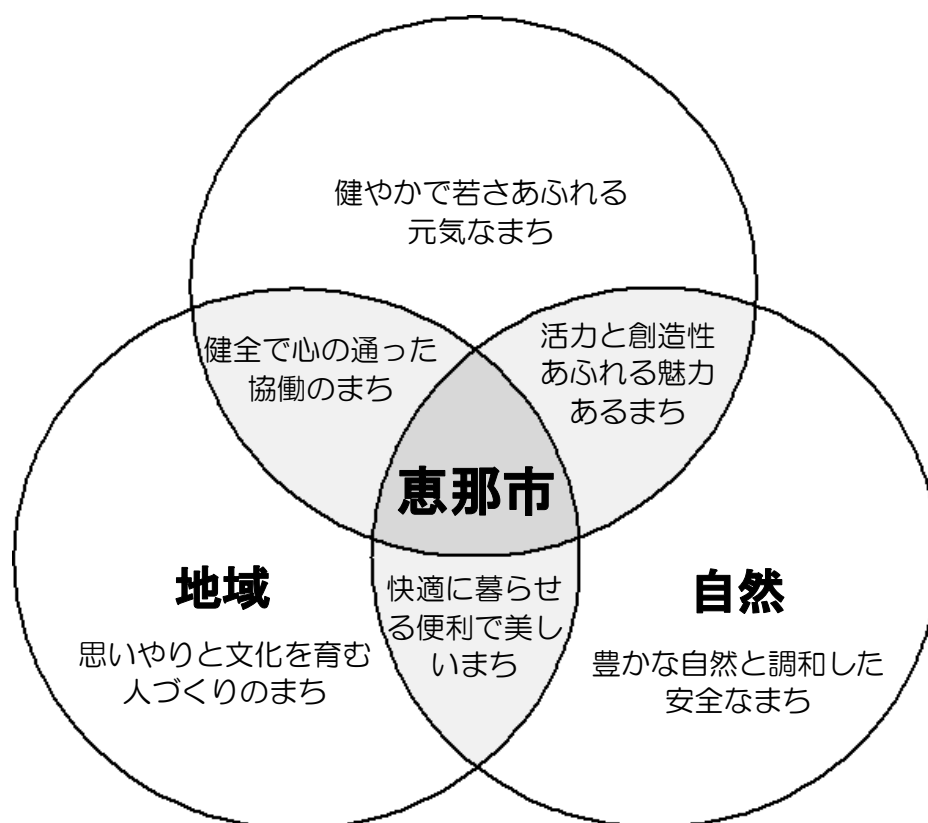 健やかで若さあふれる
元気なまち
健全で心の通った
協働のまち
活力と創造性
あふれる魅力
あるまち
恵那市
地域
思いやりと文化を育む
人づくりのまち
快適に暮らせ
る便利で美し
いまち
自然
豊かな自然と調和した
安全なまち